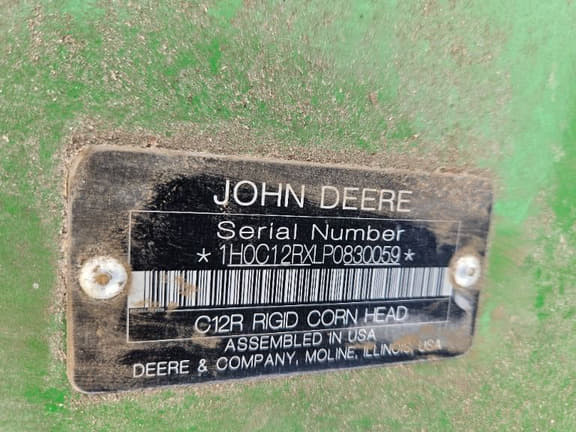 JOHN DEERE
Serial Number
*1H0C12RXLP0830059*
C12R RIGID CORN HEAD
ASSEMBLED IN USA
DEERE & COMPANY, MOLINE, ILLINOIS, USA